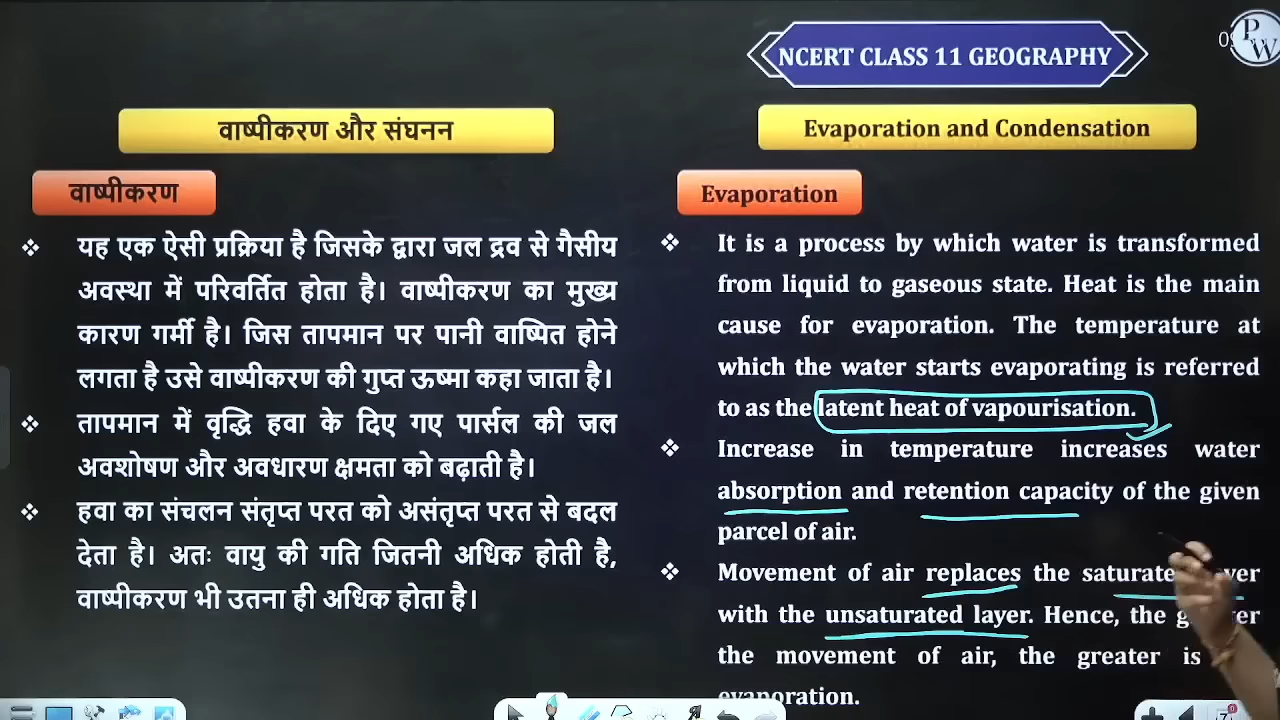 NCERT CLASS 11 GEOGRAPHY
PW
वाष्पीकरण और संघनन
वाष्पीकरण
यह एक ऐसी प्रक्रिया है जिसके द्वारा जल द्रव से गैसीय
अवस्था में परिवर्तित होता है। वाष्पीकरण का मुख्य
कारण गर्मी है। जिस तापमान पर पानी वाष्पित होने
लगता है उसे वाष्पीकरण की गुप्त ऊष्मा कहा जाता है।
तापमान में वृद्धि हवा के दिए गए पार्सल की जल
अवशोषण और अवधारण क्षमता को बढ़ाती है।
हवा का संचलन संतृप्त परत को असंतृप्त परत से बदल
देता है। अतः वायु की गति जितनी अधिक होती है,
वाष्पीकरण भी उतना ही अधिक होता है।
Evaporation and Condensation
Evaporation
It is a process by which water is transformed
from liquid to gaseous state. Heat is the main
cause for evaporation. The temperature at
which the water starts evaporating is referred
to as the latent heat of vapourisation.
Increase in temperature increases water
absorption and retention capacity of the given
parcel of air.
Movement of air replaces the
with the unsaturated layer. Hence, the
the movement of air, the greater is
evaporation.